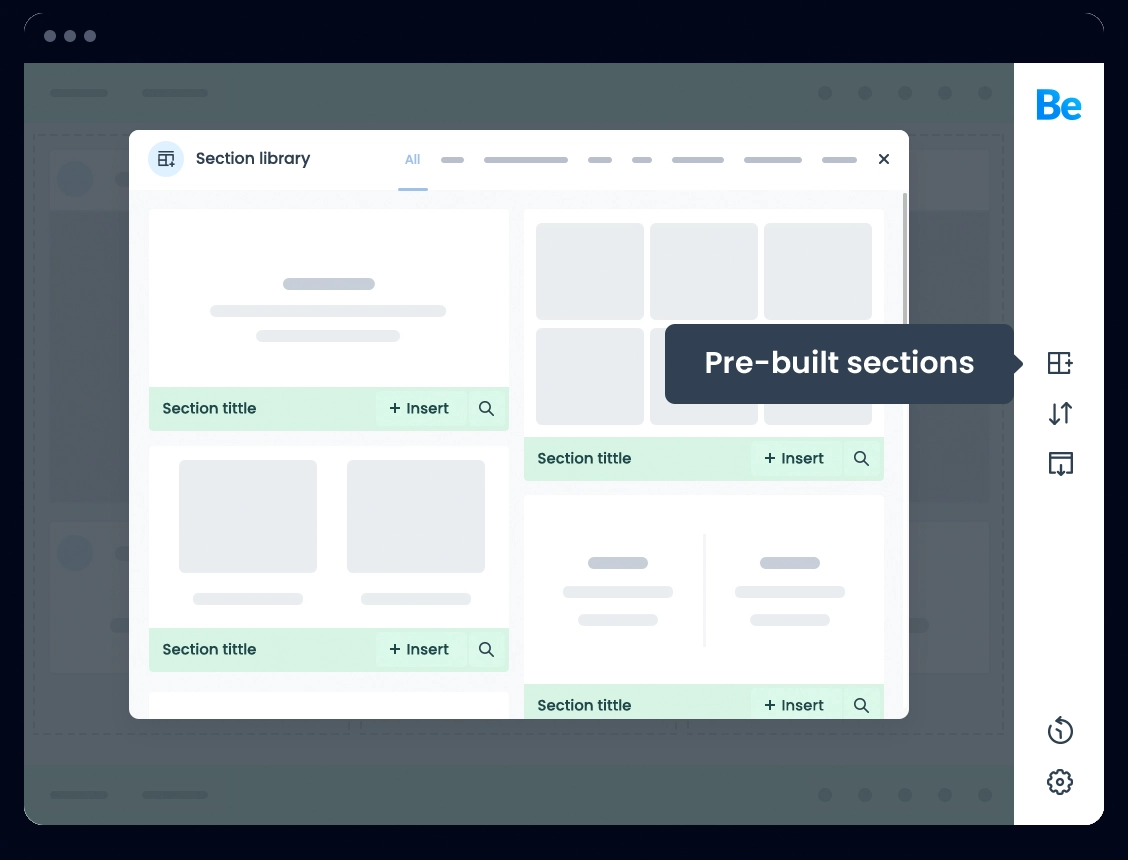 Be
Section library
All
Pre-built sections
Section tittle
+ Insert
Section tittle
+ Insert
Section tittle
+ Insert
Section tittle
+ Insert